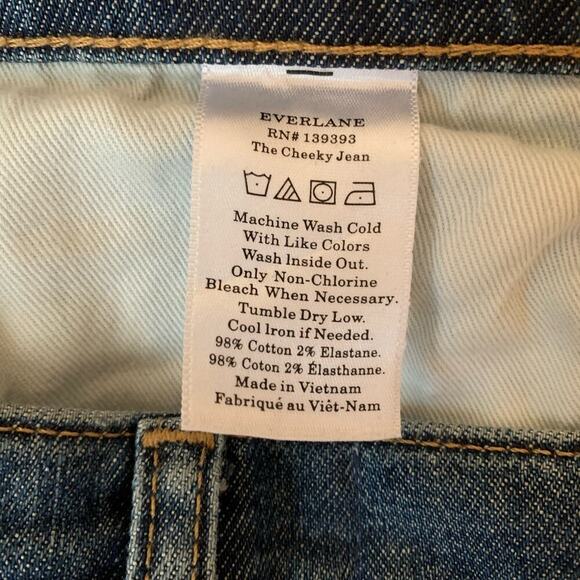 EVERLANE
RN# 139393
The Cheeky Jean
Machine Wash Cold
With Like Colors
Wash Inside Out.
Only Non-Chlorine
Bleach When Necessary.
Tumble Dry Low.
Cool Iron if Needed.
98% Cotton 2% Elastane.
98% Coton 2% Élasthanne.
Made in Vietnam
Fabriqué au Viêt-Nam